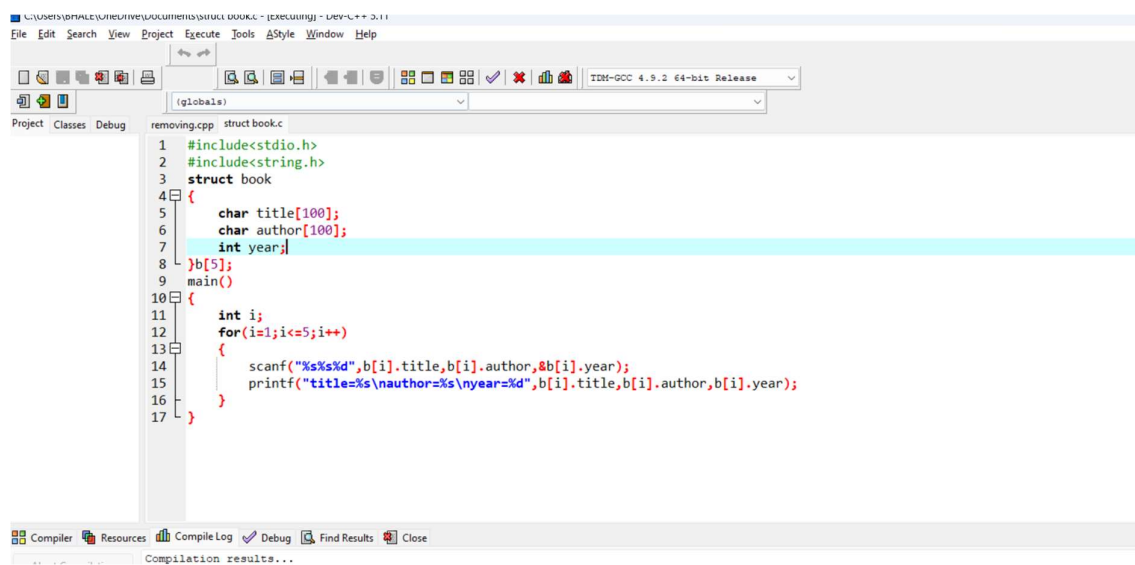 C:\Users\BHALE\OneDrive\Documents\struct book.c - [Executing] - Dev-C++ 5.11
File Edit Search View Project Execute Tools AStyle Window Help
TDM-GCC 4.9.2 64-bit Release
(globals)
Project Classes Debug removing.cpp struct book.c
1 #include<stdio.h>
2 #include<string.h>
3 struct book
4 {
5 char title[100];
6 char author[100];
7 int year;
8 }b[5];
9 main()
10 {
11 int i;
12 for(i=1;i<=5;i++)
13 {
14 scanf("%s%s%d",b[i].title,b[i].author,&b[i].year);
15 printf("title=%s\nauthor=%s\nyear=%d",b[i].title,b[i].author,b[i].year);
16 }
17 }
Compiler Resources Compile Log Debug Find Results Close
Compilation results...